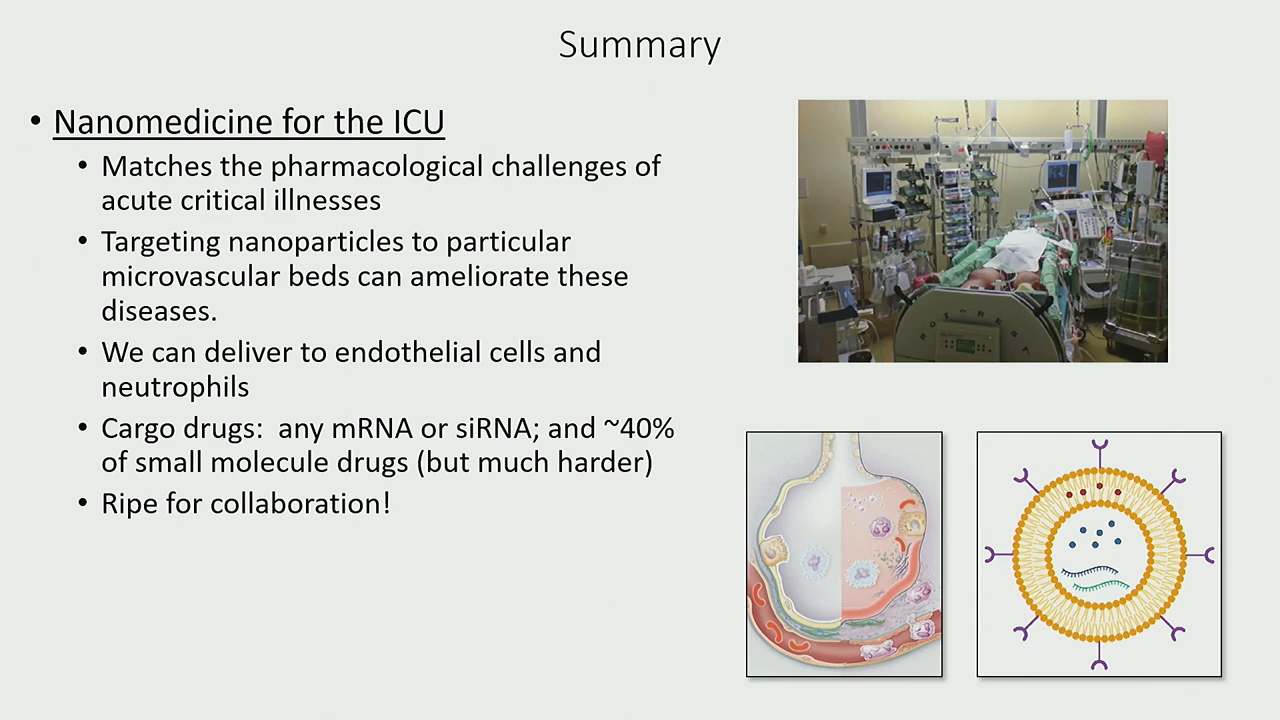 Summary
• Nanomedicine for the ICU
• Matches the pharmacological challenges of
acute critical illnesses
• Targeting nanoparticles to particular
microvascular beds can ameliorate these
diseases.
• We can deliver to endothelial cells and
neutrophils
• Cargo drugs:  any mRNA or siRNA; and ~40%
of small molecule drugs (but much harder)
• Ripe for collaboration!